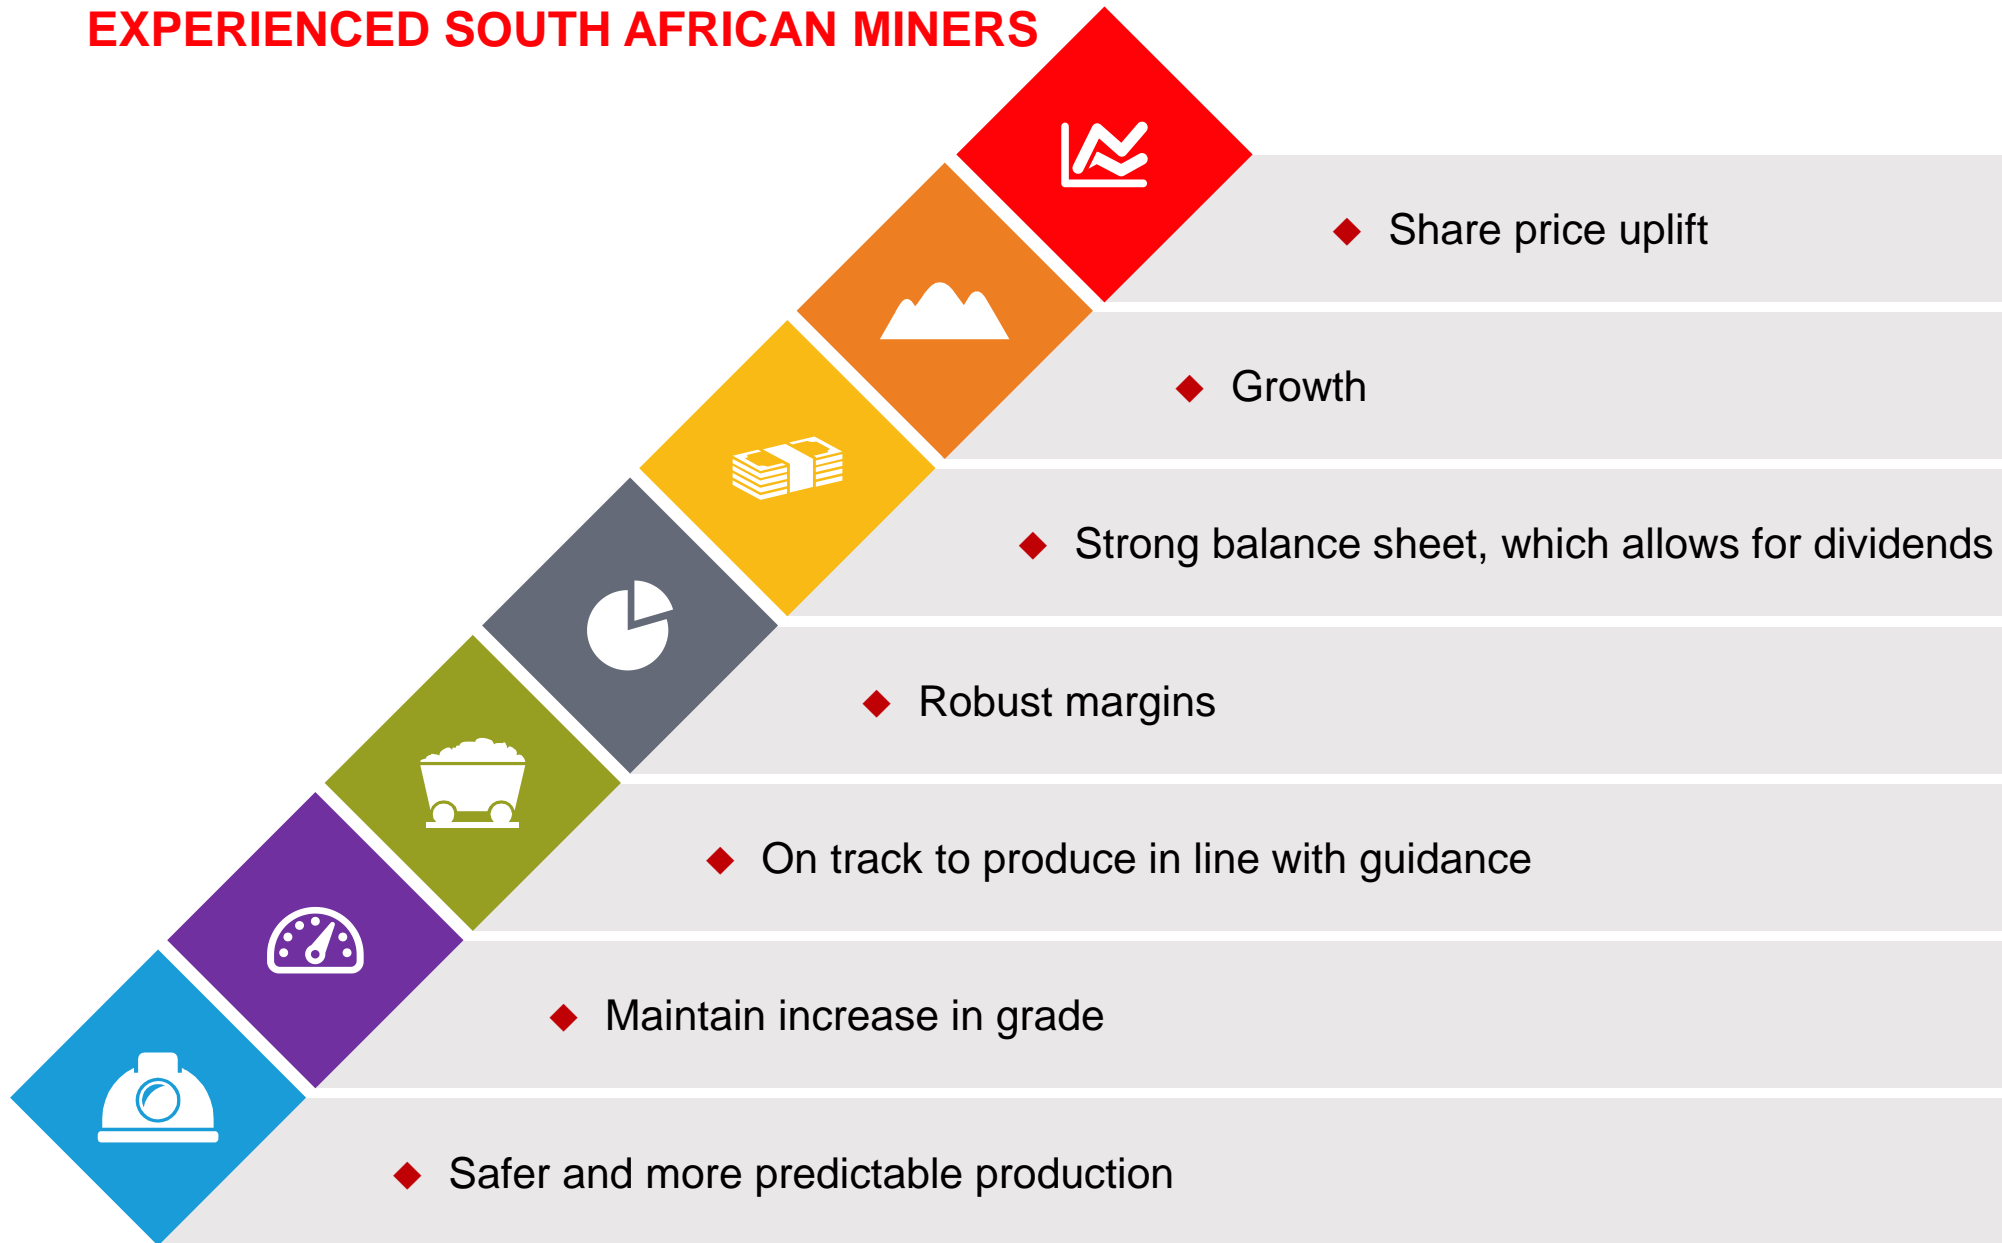 EXPERIENCED SOUTH AFRICAN MINERS
Share price uplift
Growth
Strong balance sheet, which allows for dividends
Robust margins
On track to produce in line with guidance
Maintain increase in grade
Safer and more predictable production